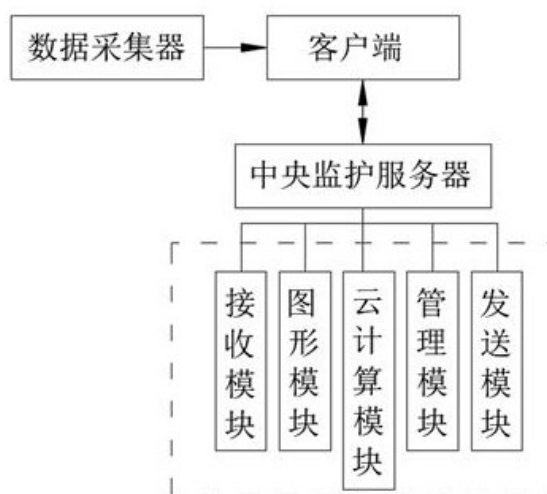 数据采集器
客户端
中央监护服务器
接收模块
图形模块
云计算模块
管理模块
发送模块